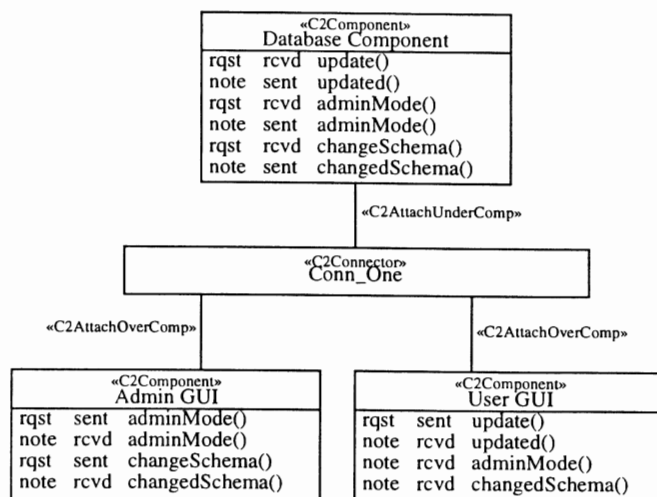 «C2Component»
Database Component
rqst rcvd update()
note sent updated()
rqst rcvd adminMode()
note sent adminMode()
rqst rcvd changeSchema()
note sent changedSchema()
«C2AttachUnderComp»
«C2Connector»
Conn_One
«C2AttachOverComp»
«C2AttachOverComp»
«C2Component»
Admin GUI
rqst sent adminMode()
note rcvd adminMode()
rqst sent changeSchema()
note rcvd changedSchema()
«C2Component»
User GUI
rqst sent update()
note rcvd updated()
note rcvd adminMode()
note rcvd changedSchema()